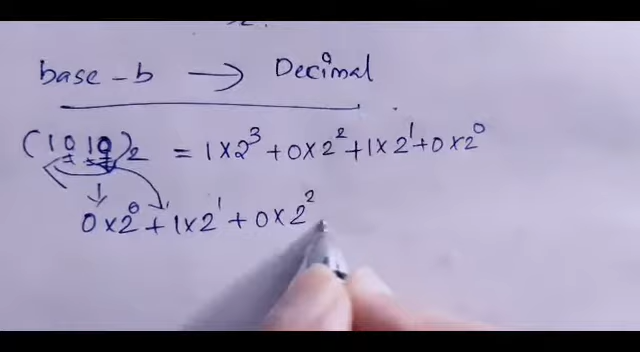 base - b → Decimal
(1010)₂ = 1×2³ + 0×2² + 1×2¹ + 0×2⁰
0×2⁰ + 1×2¹ + 0×2²